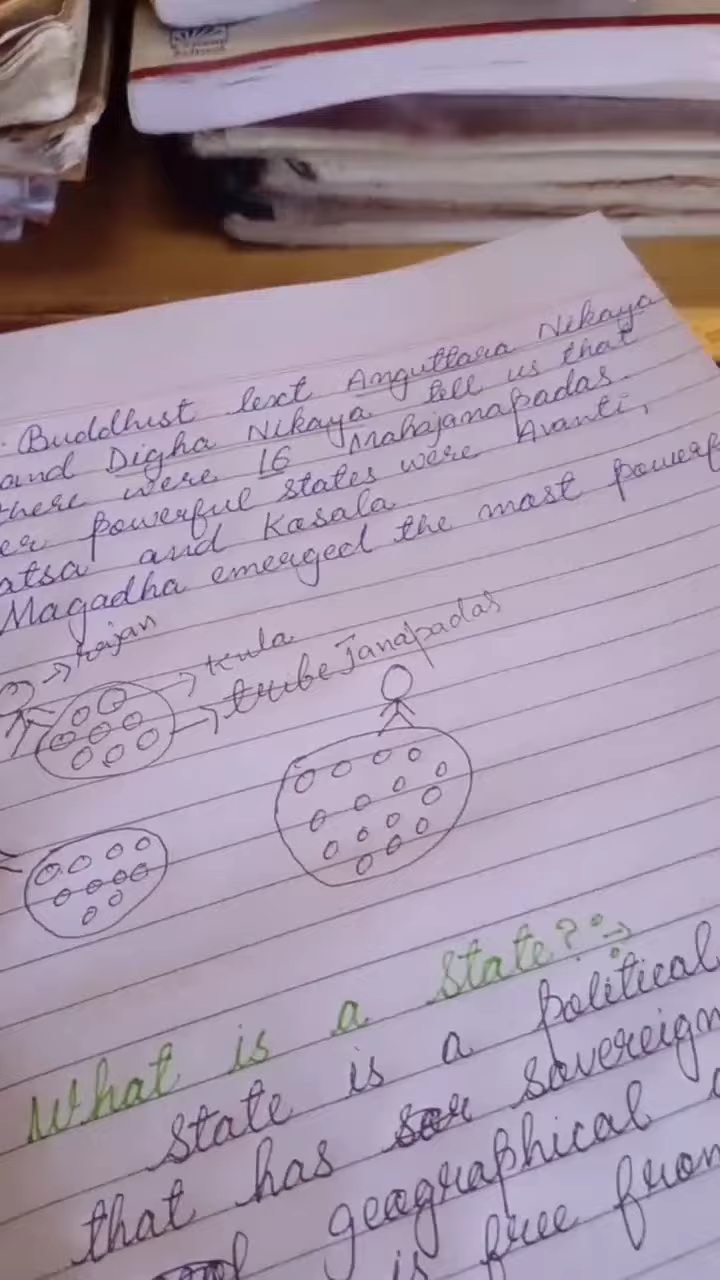 Buddhist text Anguttara Nikaya
and Digha Nikaya tell us that
there were 16 Mahajanapadas.
er powerful states were Avanti,
atsa and Kasala
Magadha emerged the most powerf
→ rajan
→ kula
→ tribe Janapadas
What is a State? :→
State is a political
that has sovereign
geagraphical
is free from